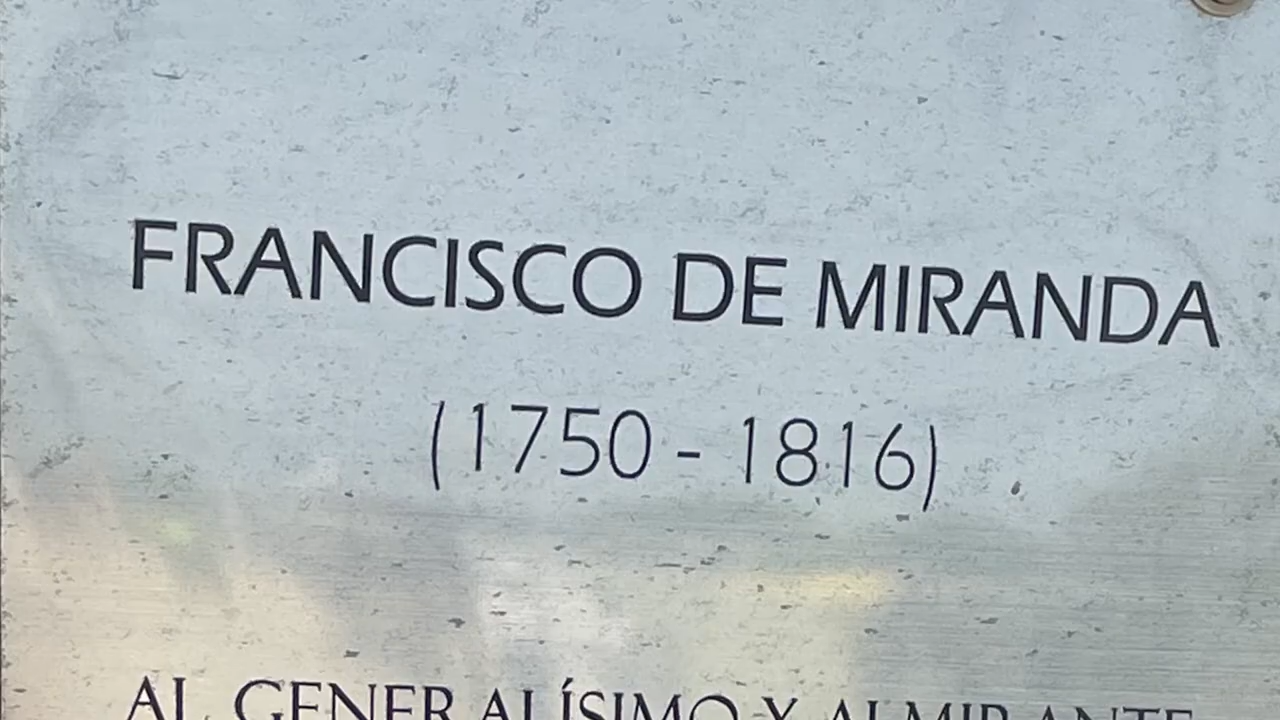 FRANCISCO DE MIRANDA
(1750 - 1816)
AL GENERALÍSIMO Y ALMIRANTE